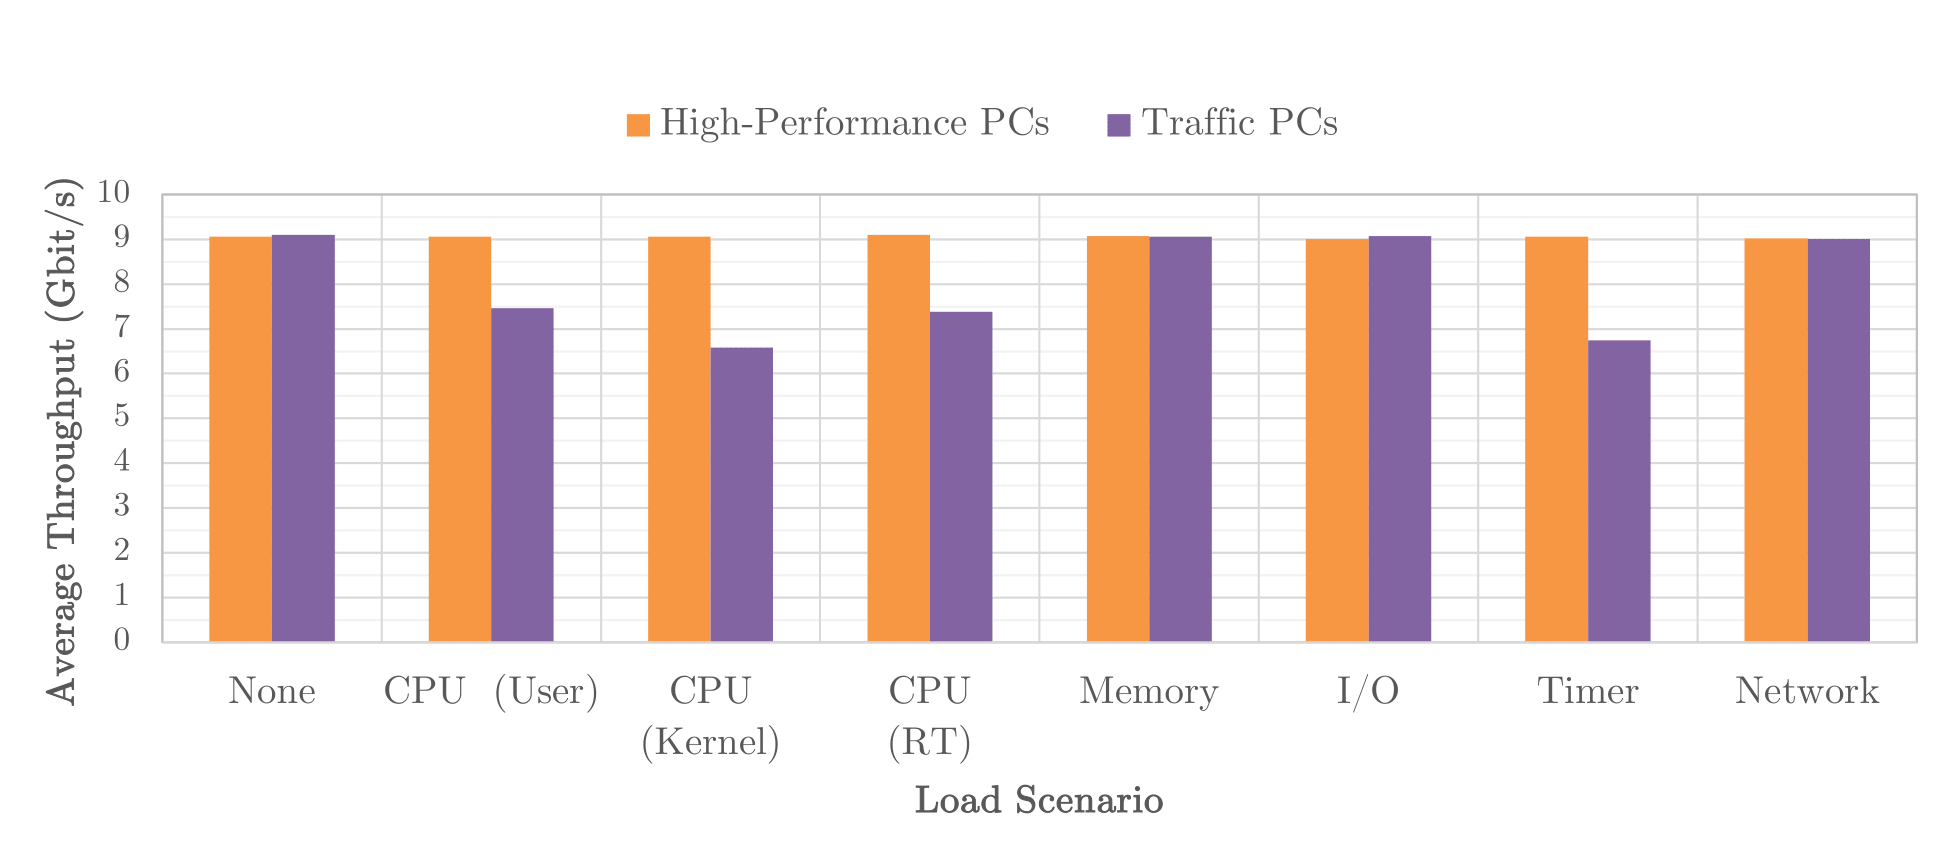 High-Performance PCs
Traffic PCs
Average Throughput (Gbit/s)
10
9
8
7
6
5
4
3
2
1
0
None
CPU (User)
CPU
(Kernel)
CPU
(RT)
Memory
I/O
Timer
Network
Load Scenario